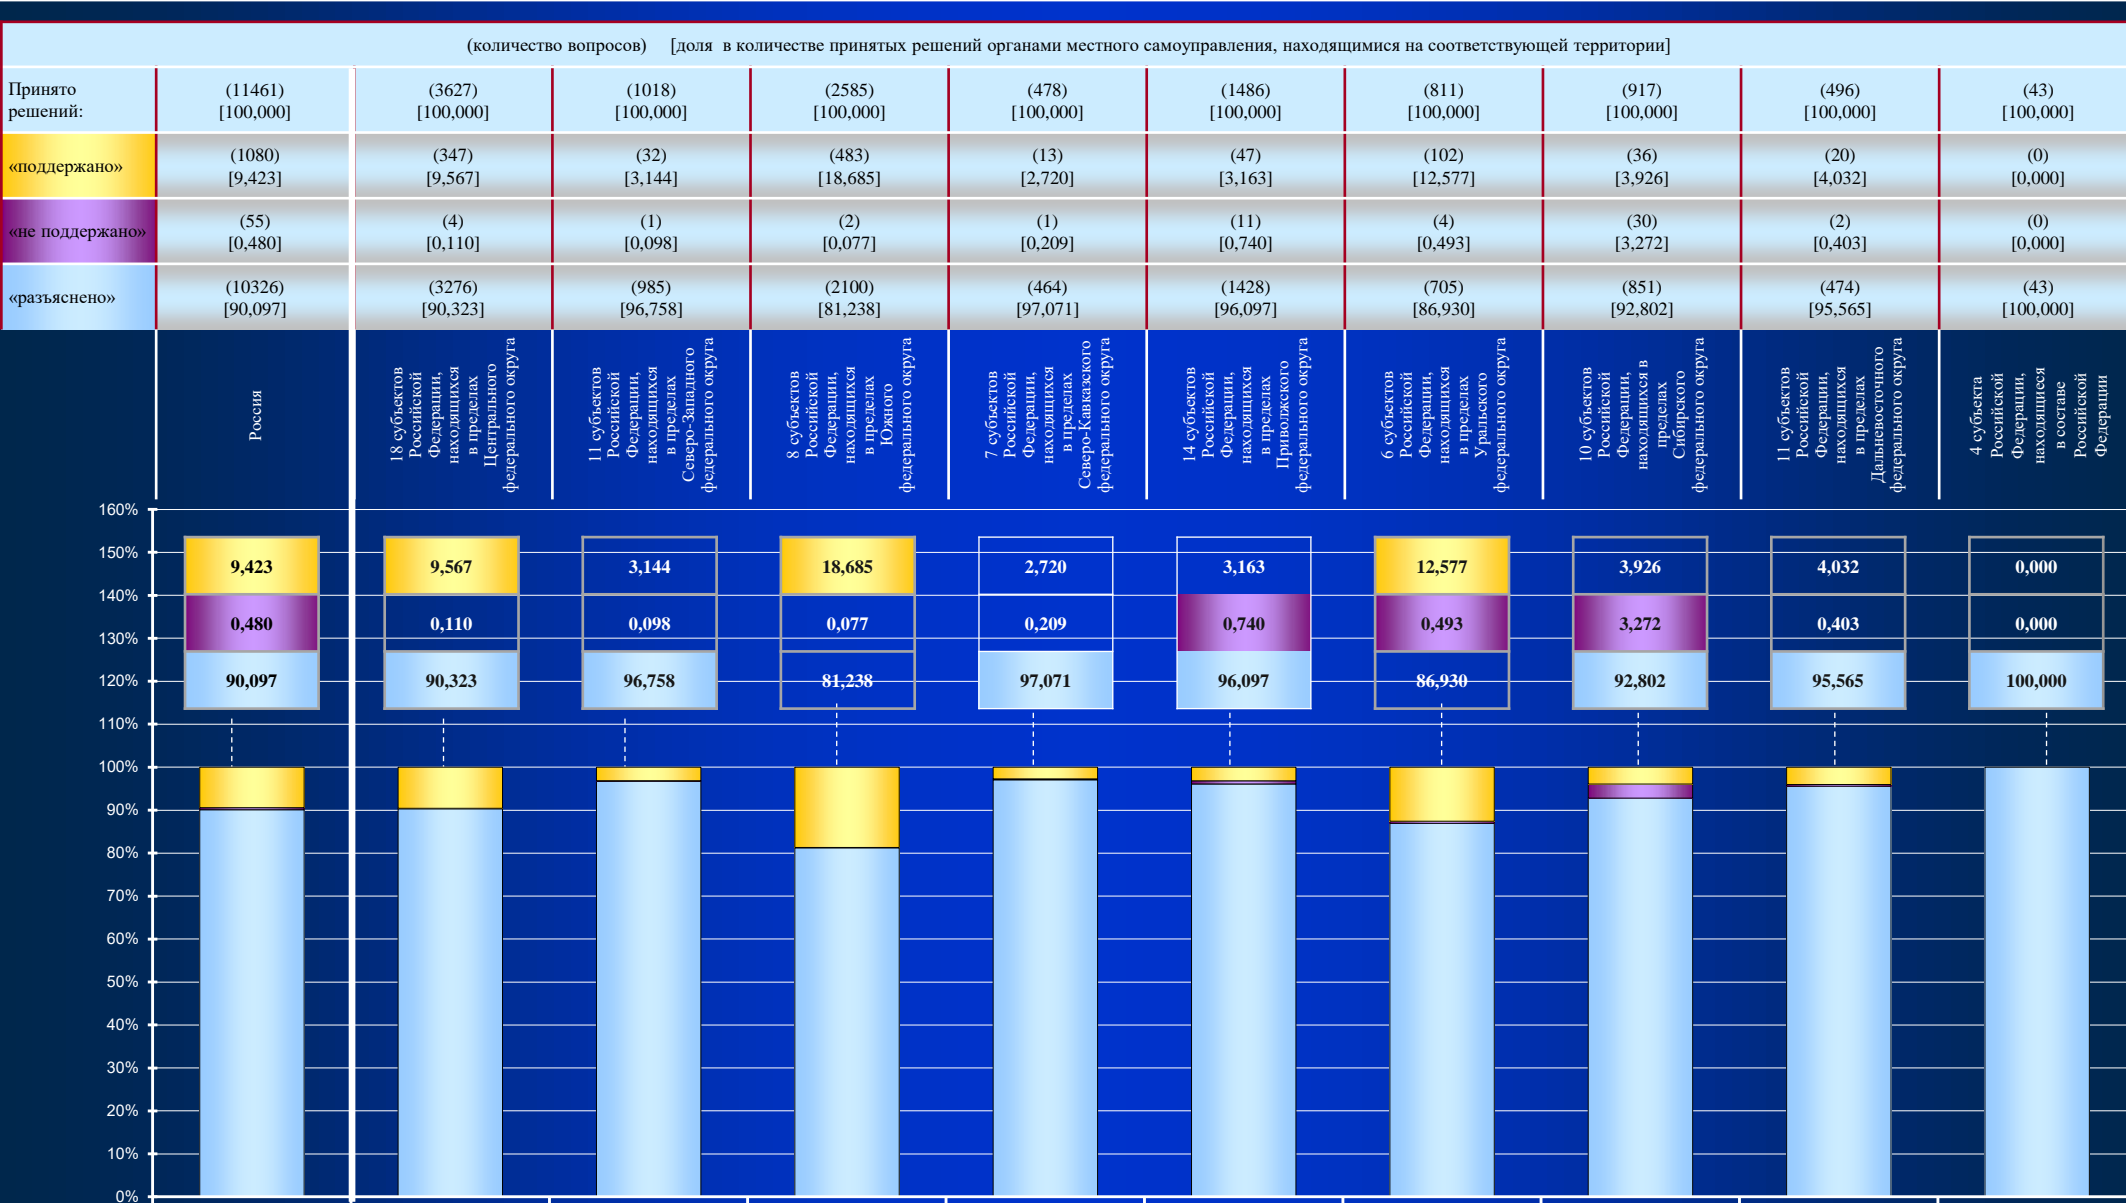 (количество вопросов) [доля в количестве принятых решений органами местного самоуправления, находящимися на соответствующей территории]
Принято
решений:
(11461) (3627) (1018) (2585) (478) (1486) (811) (917) (496) (43)
[100,000] [100,000] [100,000] [100,000] [100,000] [100,000] [100,000] [100,000] [100,000] [100,000]
«поддержано»
(1080) (347) (32) (483) (13) (47) (102) (36) (20) (0)
[9,423] [9,567] [3,144] [18,685] [2,720] [3,163] [12,577] [3,926] [4,032] [0,000]
«не поддержано»
(55) (4) (1) (2) (1) (11) (4) (30) (2) (0)
[0,480] [0,110] [0,098] [0,077] [0,209] [0,740] [0,493] [3,272] [0,403] [0,000]
«разъяснено»
(10326) (3276) (985) (2100) (464) (1428) (705) (851) (474) (43)
[90,097] [90,323] [96,758] [81,238] [97,071] [96,097] [86,930] [92,802] [95,565] [100,000]
Россия
18 субъектов
Российской
Федерации,
находящихся
в пределах
Центрального
федерального округа
11 субъектов
Российской
Федерации,
находящихся
в пределах
Северо-Западного
федерального округа
8 субъектов
Российской
Федерации,
находящихся
в пределах
Южного
федерального округа
7 субъектов
Российской
Федерации,
находящихся
в пределах
Северо-Кавказского
федерального округа
14 субъектов
Российской
Федерации,
находящихся
в пределах
Приволжского
федерального округа
6 субъектов
Российской
Федерации,
находящихся
в пределах
Уральского
федерального округа
10 субъектов
Российской
Федерации,
находящихся в
пределах
Сибирского
федерального округа
11 субъектов
Российской
Федерации,
находящихся
в пределах
Дальневосточного
федерального округа
4 субъекта
Российской
Федерации,
находящиеся
в составе
Российской
Федерации
160%
150%
140%
130%
120%
110%
100%
90%
80%
70%
60%
50%
40%
30%
20%
10%
0%
9,423 9,567 3,144 18,685 2,720 3,163 12,577 3,926 4,032 0,000
0,480 0,110 0,098 0,077 0,209 0,740 0,493 3,272 0,403 0,000
90,097 90,323 96,758 81,238 97,071 96,097 86,930 92,802 95,565 100,000